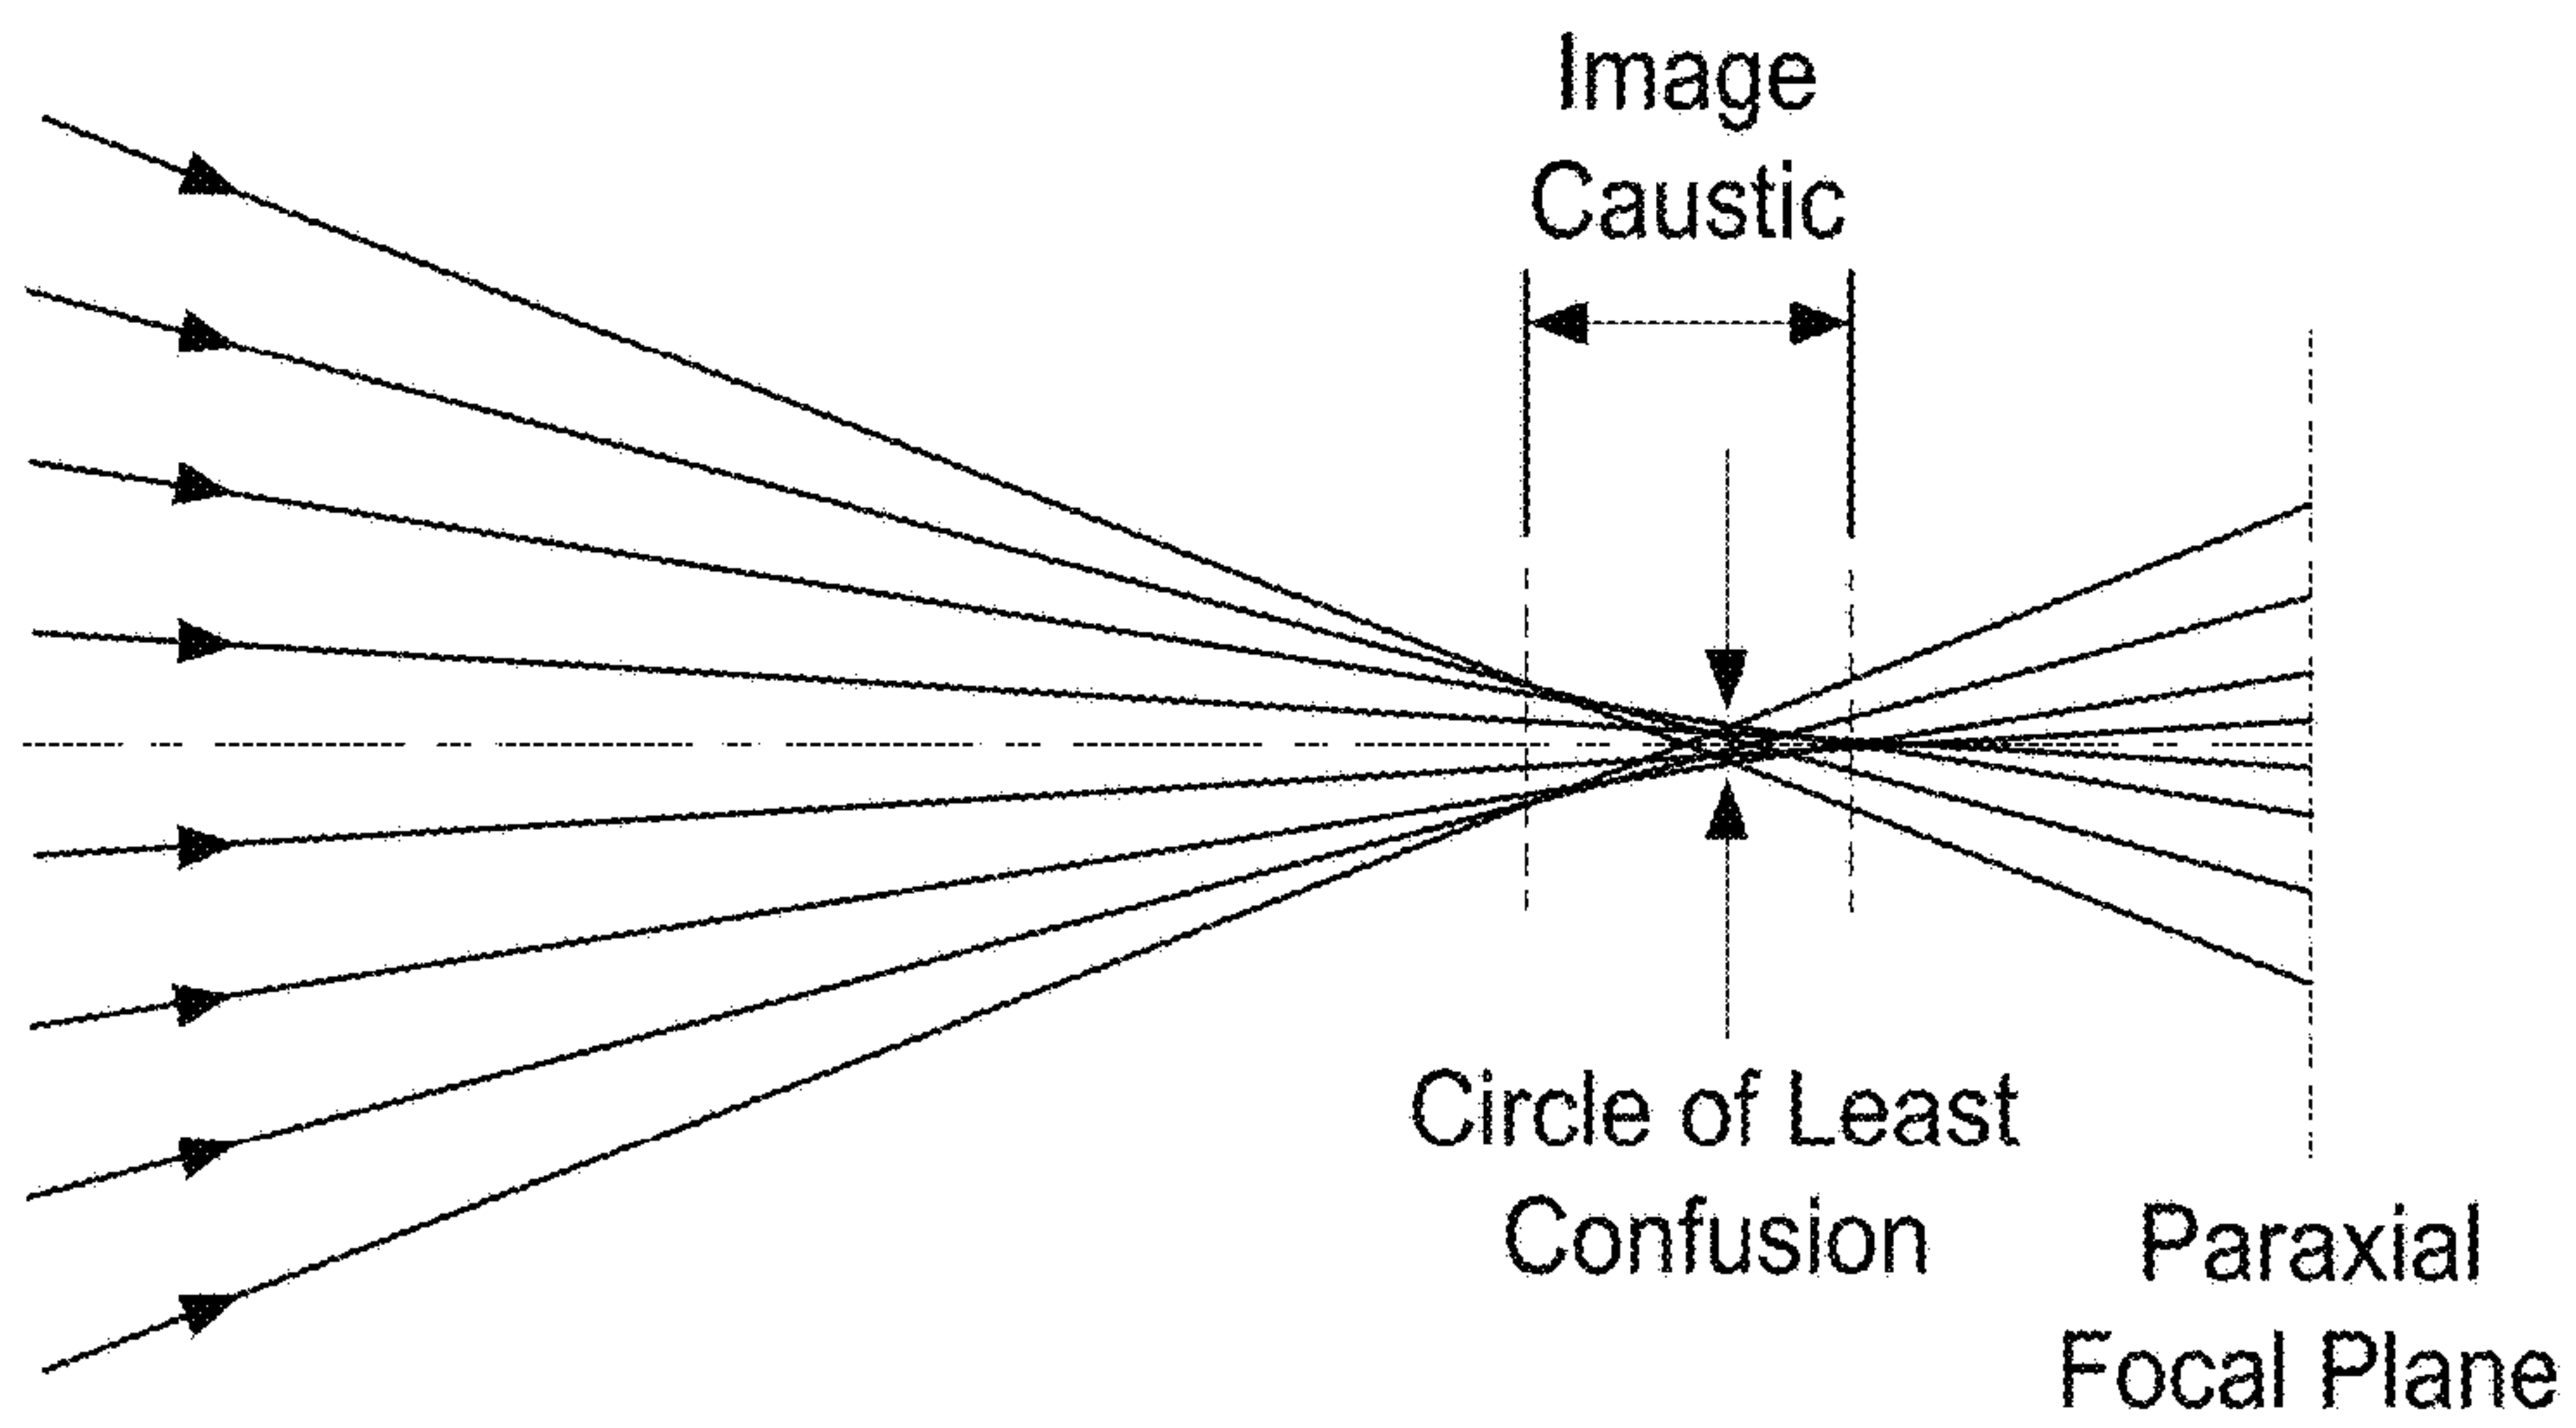 Image
Caustic
Circle of Least
Confusion
Paraxial
Focal Plane